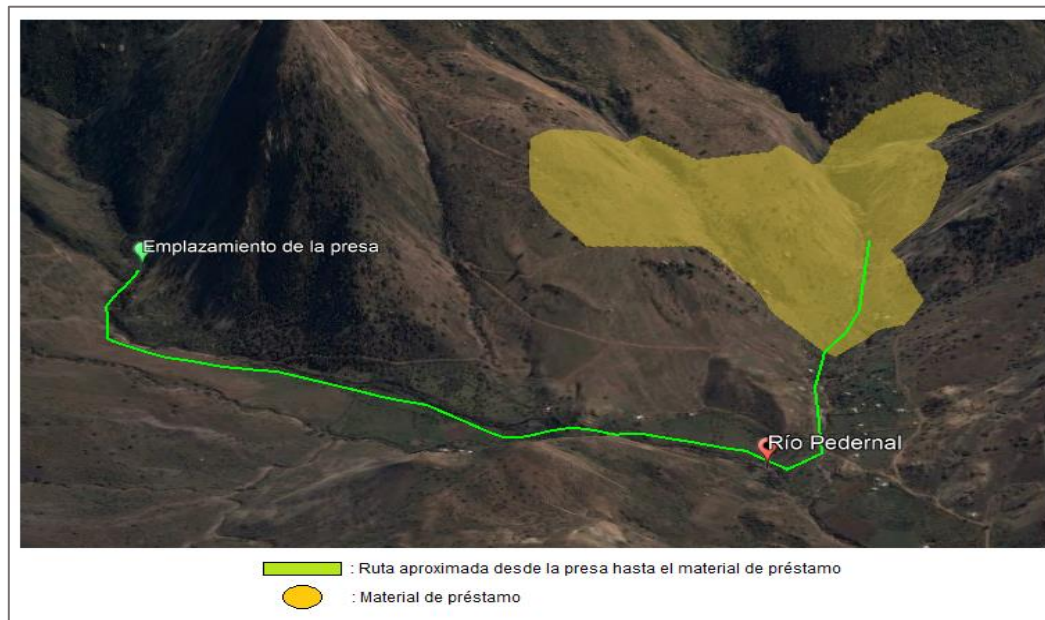 Emplazamiento de la presa
Río Pedernal
: Ruta aproximada desde la presa hasta el material de préstamo
: Material de préstamo